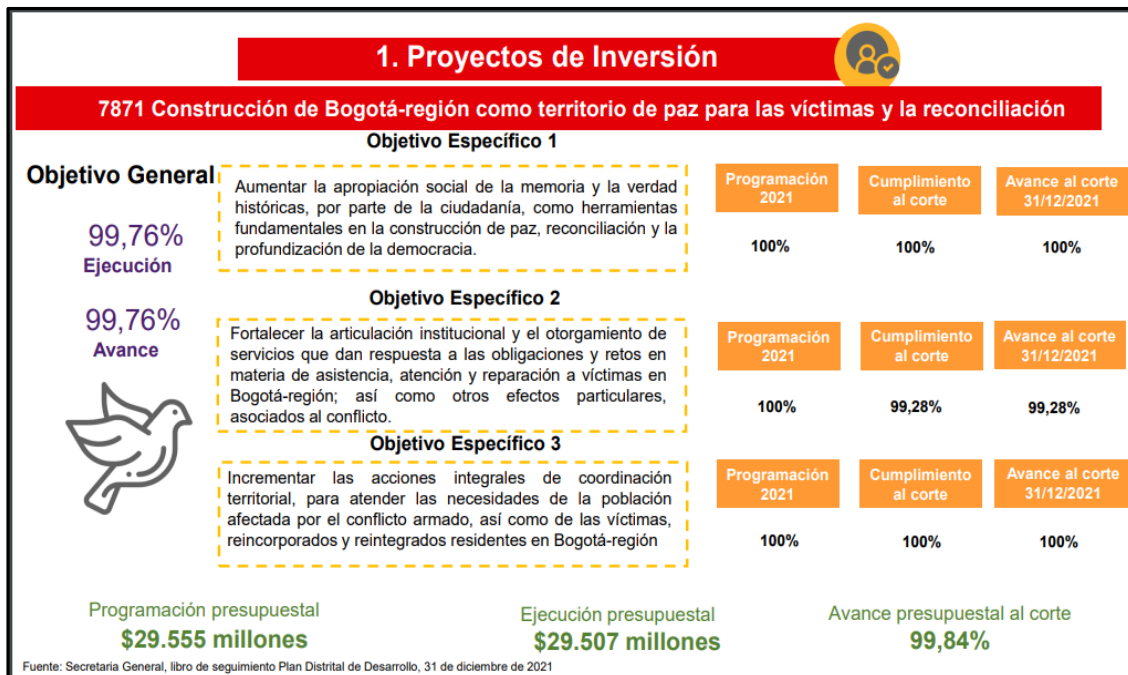 1. Proyectos de Inversión
7871 Construcción de Bogotá-región como territorio de paz para las víctimas y la reconciliación
Objetivo General
99,76%
Ejecución
99,76%
Avance
Objetivo Específico 1
Aumentar la apropiación social de la memoria y la verdad
históricas, por parte de la ciudadanía, como herramientas
fundamentales en la construcción de paz, reconciliación y la
profundización de la democracia.
Programación
2021
Cumplimiento
al corte
Avance al corte
31/12/2021
100%
100%
100%
Objetivo Específico 2
Fortalecer la articulación institucional y el otorgamiento de
servicios que dan respuesta a las obligaciones y retos en
materia de asistencia, atención y reparación a víctimas en
Bogotá-región; así como otros efectos particulares,
asociados al conflicto.
Programación
2021
Cumplimiento
al corte
Avance al corte
31/12/2021
100%
99,28%
99,28%
Objetivo Específico 3
Incrementar las acciones integrales de coordinación
territorial, para atender las necesidades de la población
afectada por el conflicto armado, así como de las víctimas,
reincorporados y reintegrados residentes en Bogotá-región
Programación
2021
Cumplimiento
al corte
Avance al corte
31/12/2021
100%
100%
100%
Programación presupuestal
$29.555 millones
Ejecución presupuestal
$29.507 millones
Avance presupuestal al corte
99,84%
Fuente: Secretaria General, libro de seguimiento Plan Distrital de Desarrollo, 31 de diciembre de 2021